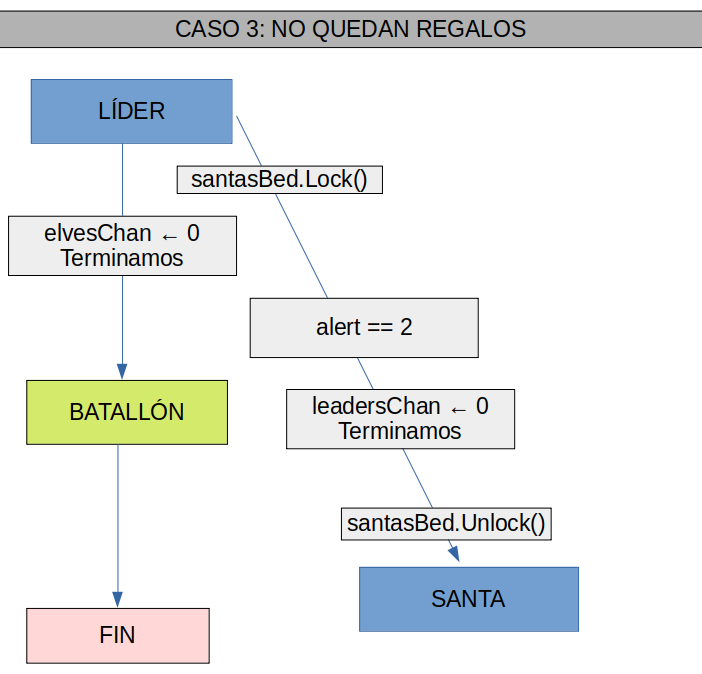 CASO 3: NO QUEDAN REGALOS
LÍDER
santasBed.Lock()
elvesChan ← 0
Terminamos
alert == 2
BATALLÓN
leadersChan ← 0
Terminamos
santasBed.Unlock()
SANTA
FIN